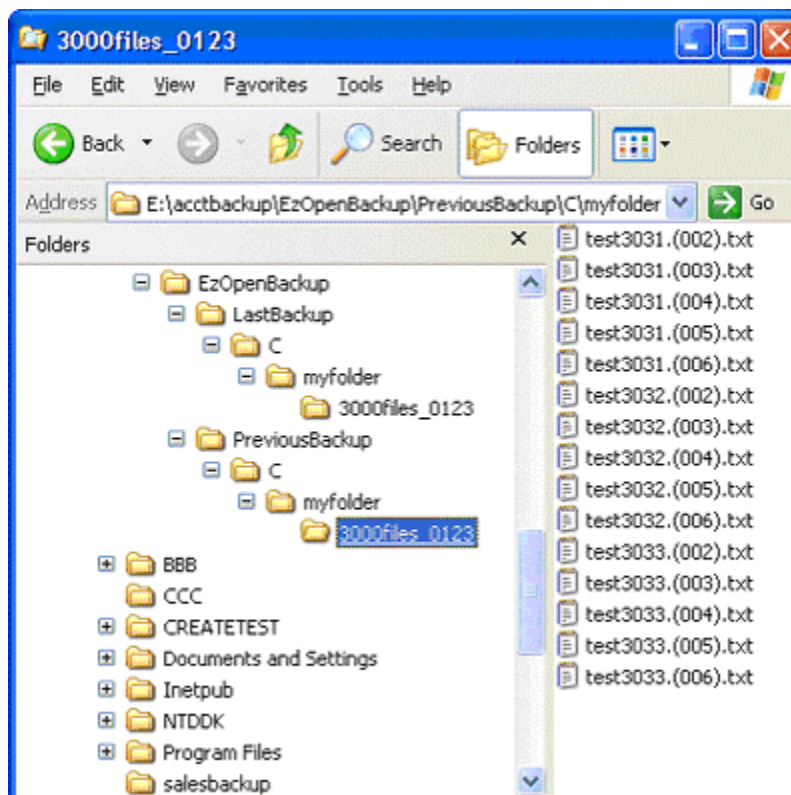 3000files_0123
File Edit View Favorites Tools Help
Back Search Folders
Address E:\acctbackup\EzOpenBackup\PreviousBackup\C\myfolder Go
Folders
EzOpenBackup
LastBackup
C
myfolder
3000files_0123
PreviousBackup
C
myfolder
3000files_0123
BBB
CCC
CREATETEST
Documents and Settings
Inetpub
NTDDK
Program Files
salesbackup
test3031.(002).txt
test3031.(003).txt
test3031.(004).txt
test3031.(005).txt
test3031.(006).txt
test3032.(002).txt
test3032.(003).txt
test3032.(004).txt
test3032.(005).txt
test3032.(006).txt
test3033.(002).txt
test3033.(003).txt
test3033.(004).txt
test3033.(005).txt
test3033.(006).txt